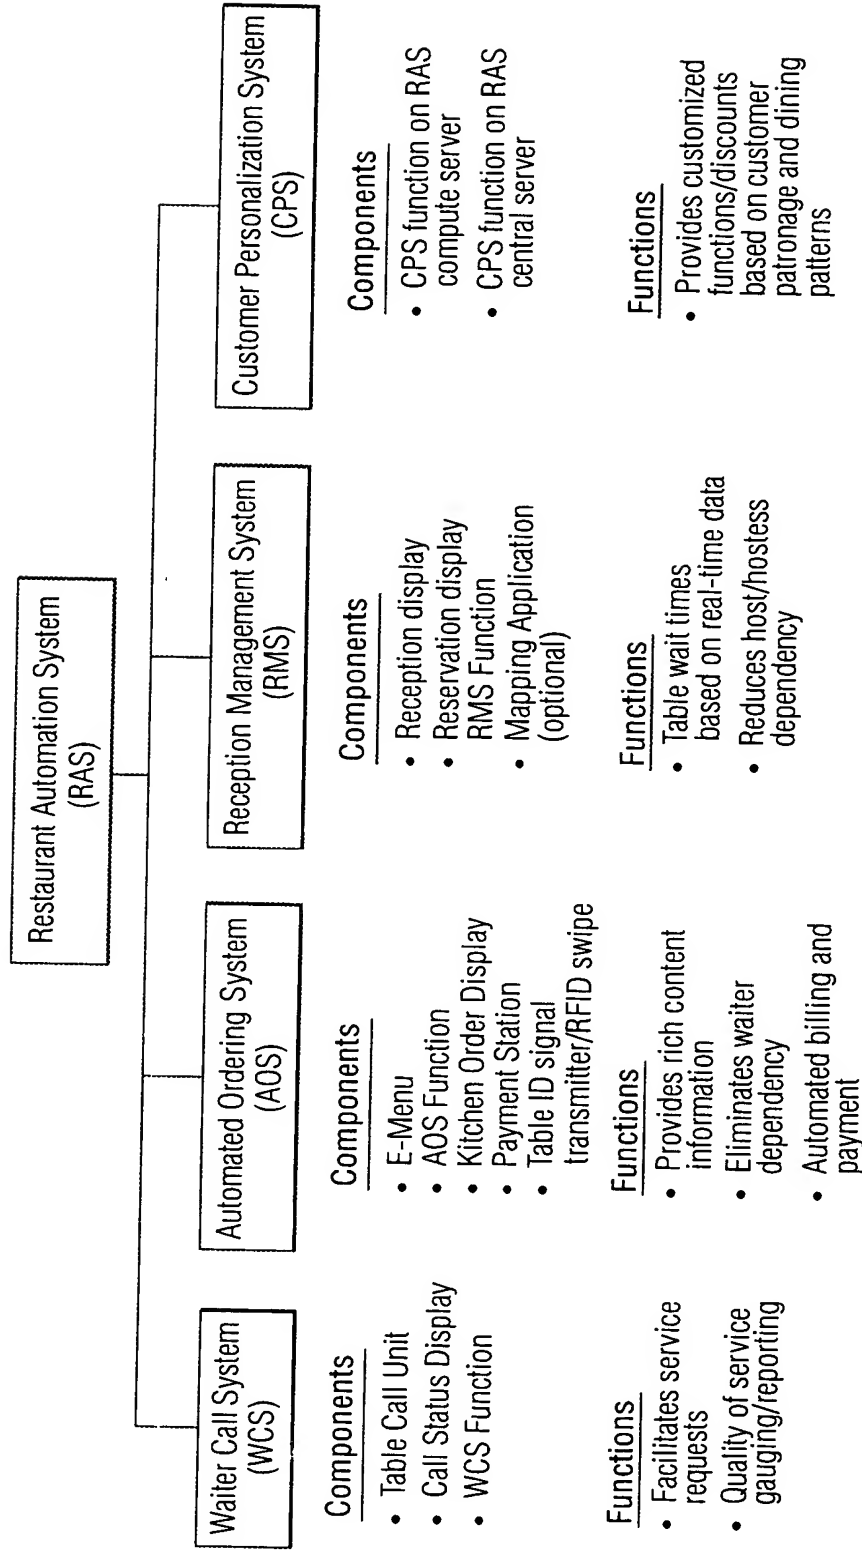 Restaurant Automation System
(RAS)
Waiter Call System
(WCS)
Components
• Table Call Unit
• Call Status Display
• WCS Function
Functions
• Facilitates service
requests
• Quality of service
gauging/reporting
Automated Ordering System
(AOS)
Components
• E-Menu
• AOS Function
• Kitchen Order Display
• Payment Station
• Table ID signal
transmitter/RFID swipe
Functions
• Provides rich content
information
• Eliminates waiter
dependency
• Automated billing and
payment
Reception Management System
(RMS)
Components
• Reception display
• Reservation display
RMS Function
• Mapping Application
(optional)
Functions
• Table wait times
based on real-time data
• Reduces host/hostess
dependency
Customer Personalization System
(CPS)
Components
• CPS function on RAS
compute server
• CPS function on RAS
central server
Functions
• Provides customized
functions/discounts
based on customer
patronage and dining
patterns